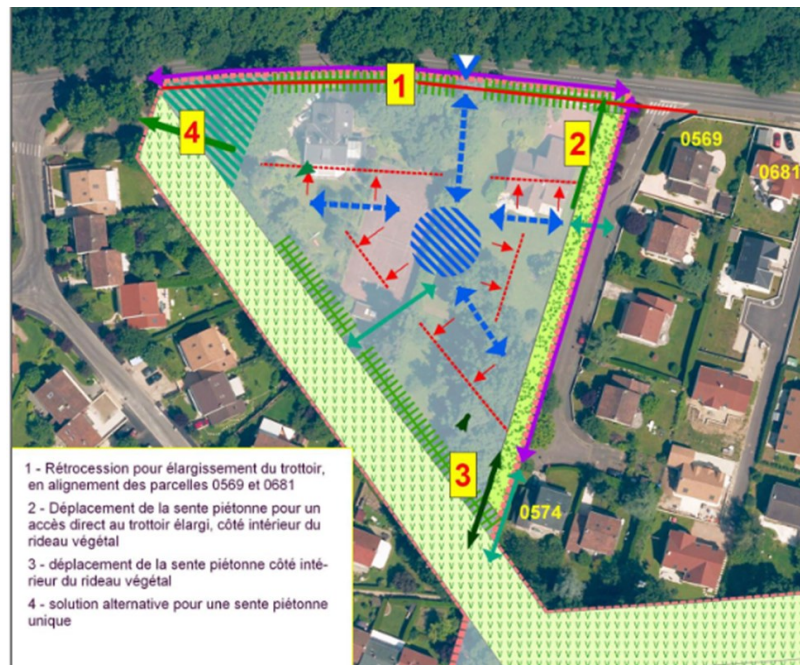 1
4
2
0569
0681
3
0574
1 - Rétrocession pour élargissement du trottoir,
en alignement des parcelles 0569 et 0681
2 - Déplacement de la sente piétonne pour un
accès direct au trottoir élargi, côté intérieur du
rideau végétal
3 - déplacement de la sente piétonne côté inté-
rieur du rideau végétal
4 - solution alternative pour une sente piétonne
unique